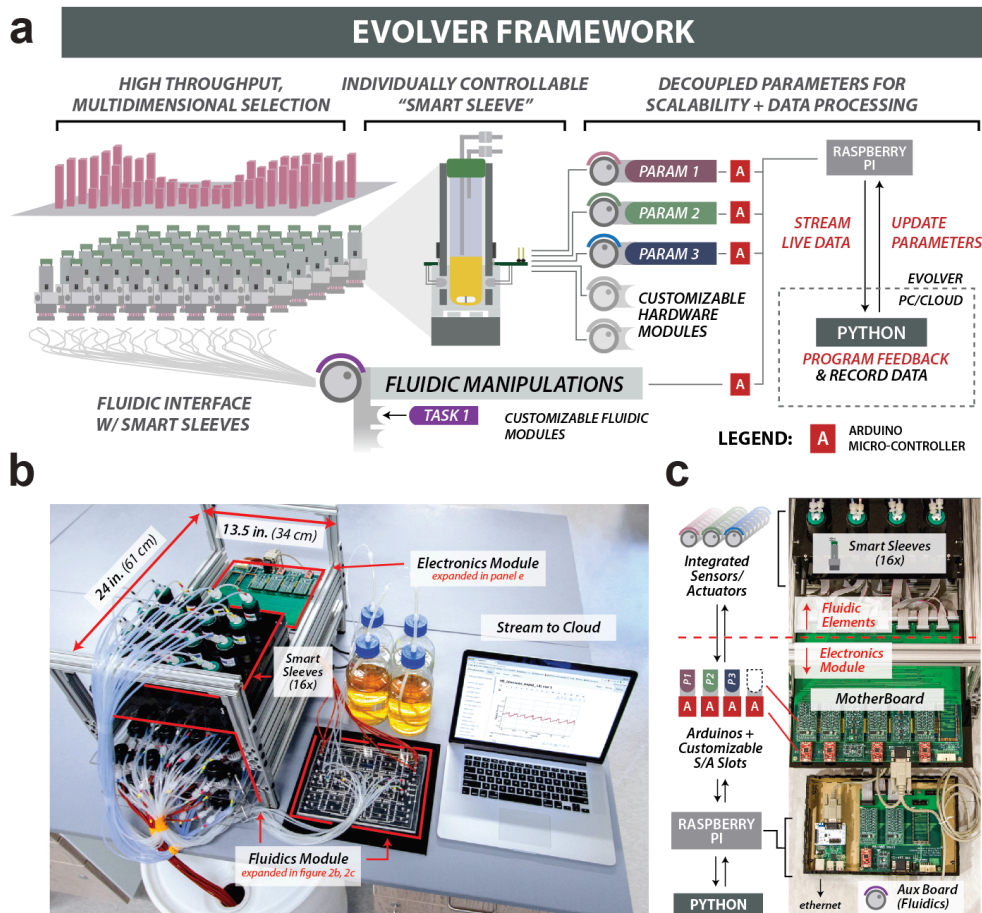 a
EVOLVER FRAMEWORK
HIGH THROUGHPUT,
MULTIDIMENSIONAL SELECTION
INDIVIDUALLY CONTROLLABLE
"SMART SLEEVE"
DECOUPLED PARAMETERS FOR
SCALABILITY + DATA PROCESSING
PARAM 1
A
PARAM 2
A
PARAM 3
A
CUSTOMIZABLE
HARDWARE
MODULES
RASPBERRY
PI
STREAM
LIVE DATA
UPDATE
PARAMETERS
EVOLVER
PC/CLOUD
PYTHON
PROGRAM FEEDBACK
& RECORD DATA
FLUIDIC MANIPULATIONS
A
TASK 1
CUSTOMIZABLE FLUIDIC
MODULES
FLUIDIC INTERFACE
W/ SMART SLEEVES
LEGEND:
A
ARDUINO
MICRO-CONTROLLER
b
24 in. (61 cm)
13.5 in. (34 cm)
Electronics Module
expanded in panel e
Stream to Cloud
Smart
Sleeves
(16x)
Fluidics Module
expanded in figure 2b, 2c
c
Integrated
Sensors/
Actuators
Smart Sleeves
(16x)
Fluidic
Elements
Electronics
Module
P1
P2
P3
A
A
A
A
MotherBoard
Arduinos +
Customizable
S/A Slots
RASPBERRY
PI
PYTHON
ethernet
Aux Board
(Fluidics)